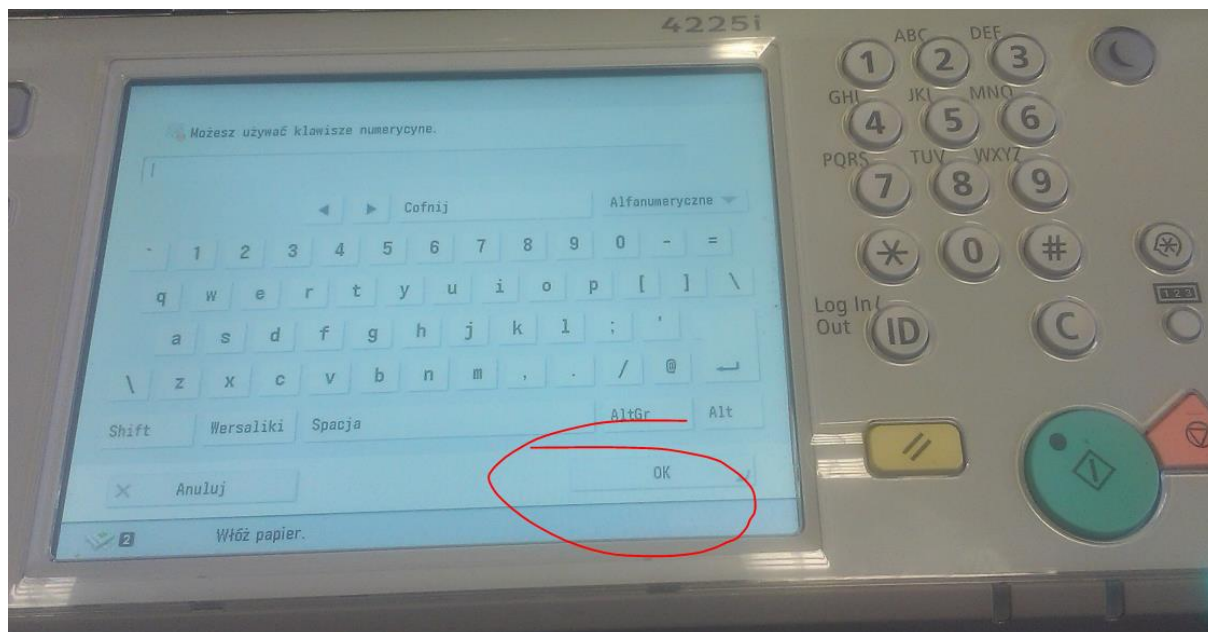 4225i
Możesz używać klawisze numerycyne.
Cofnij Alfanumeryczne
` 1 2 3 4 5 6 7 8 9 0 - =
q w e r t y u i o p [ ] \
a s d f g h j k l ; '
\ z x c v b n m , . / @
Shift Wersaliki Spacja AltGr Alt
Anuluj OK
2 Włóż papier.
ABC DEF
1 2 3
GHI JKL MNO
4 5 6
PQRS TUV WXYZ
7 8 9
* 0 #
Log In/
Out ID C
123